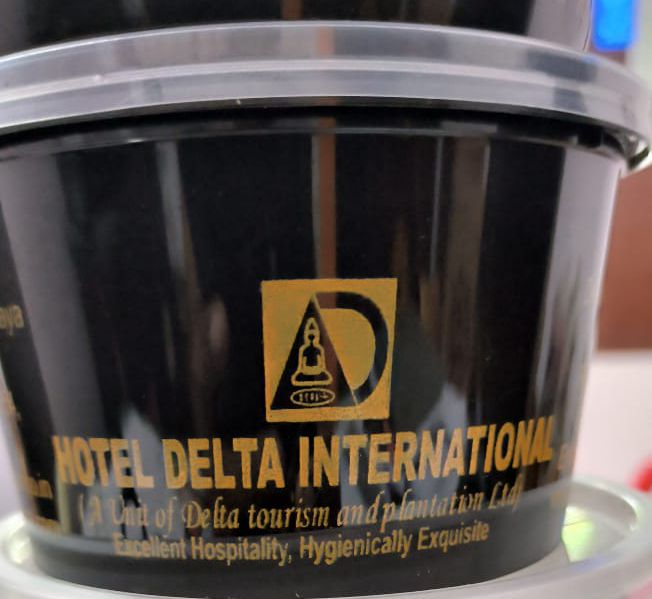 HOTEL DELTA INTERNATIONAL
(A Unit of Delta tourism and plantation Ltd)
Excellent Hospitality, Hygienically Exquisite